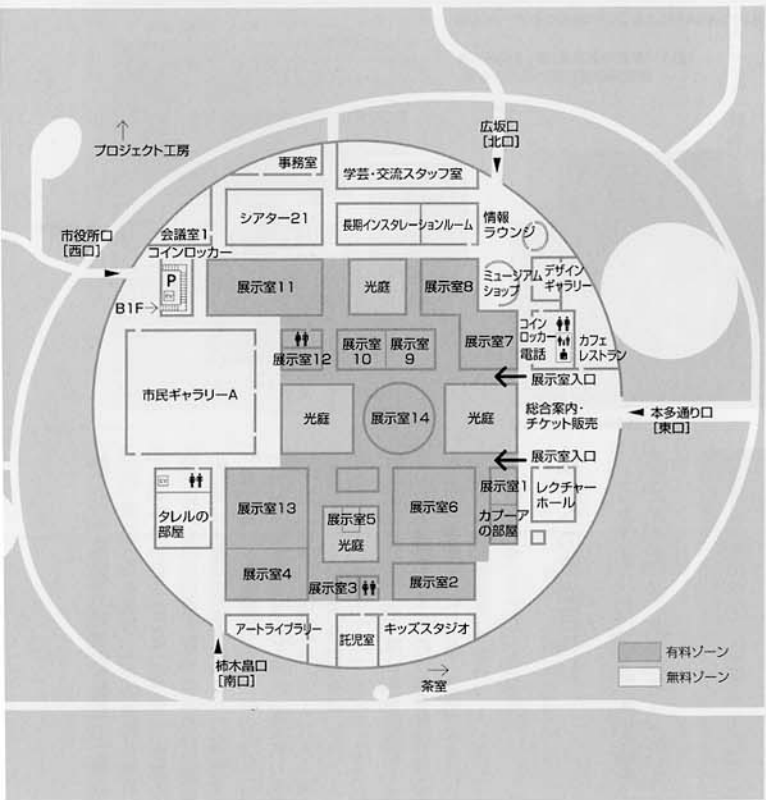 プロジェクト工房
広坂口
[北口]
事務室
学芸・交流スタッフ室
シアター21
長期インスタレーションルーム
情報
ラウンジ
会議室1
コインロッカー
市役所口
[西口]
P
EV
B1F
展示室11
光庭
展示室8
ミュージアム
ショップ
デザイン
ギャラリー
展示室12
展示室
10
展示室
9
展示室7
コイン
ロッカー
電話
カフェ
レストラン
展示室入口
市民ギャラリーA
光庭
展示室14
光庭
総合案内・
チケット販売
本多通り口
[東口]
展示室入口
EV
タレルの
部屋
展示室13
展示室5
光庭
展示室6
展示室1
カプーア
の部屋
レクチャー
ホール
展示室4
展示室3
展示室2
アートライブラリー
託児室
キッズスタジオ
柿木畠口
[南口]
茶室
有料ゾーン
無料ゾーン